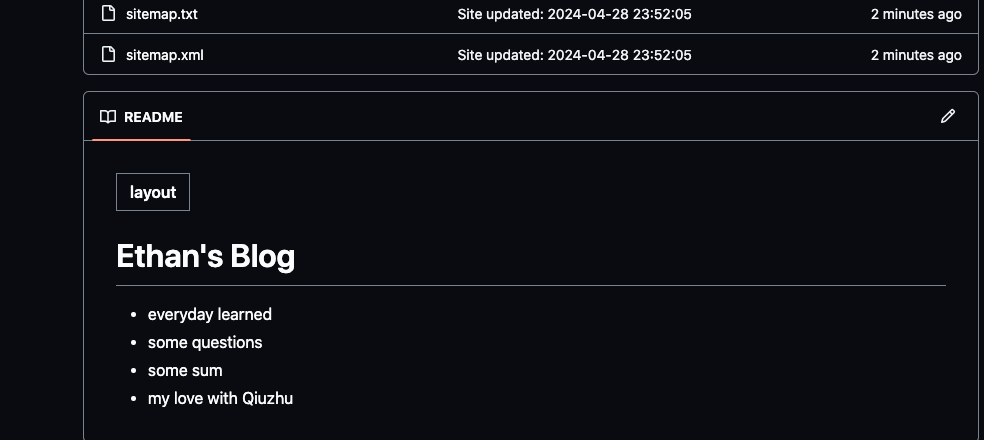 sitemap.txt Site updated: 2024-04-28 23:52:05 2 minutes ago
sitemap.xml Site updated: 2024-04-28 23:52:05 2 minutes ago
README
layout
Ethan's Blog
everyday learned
some questions
some sum
my love with Qiuzhu